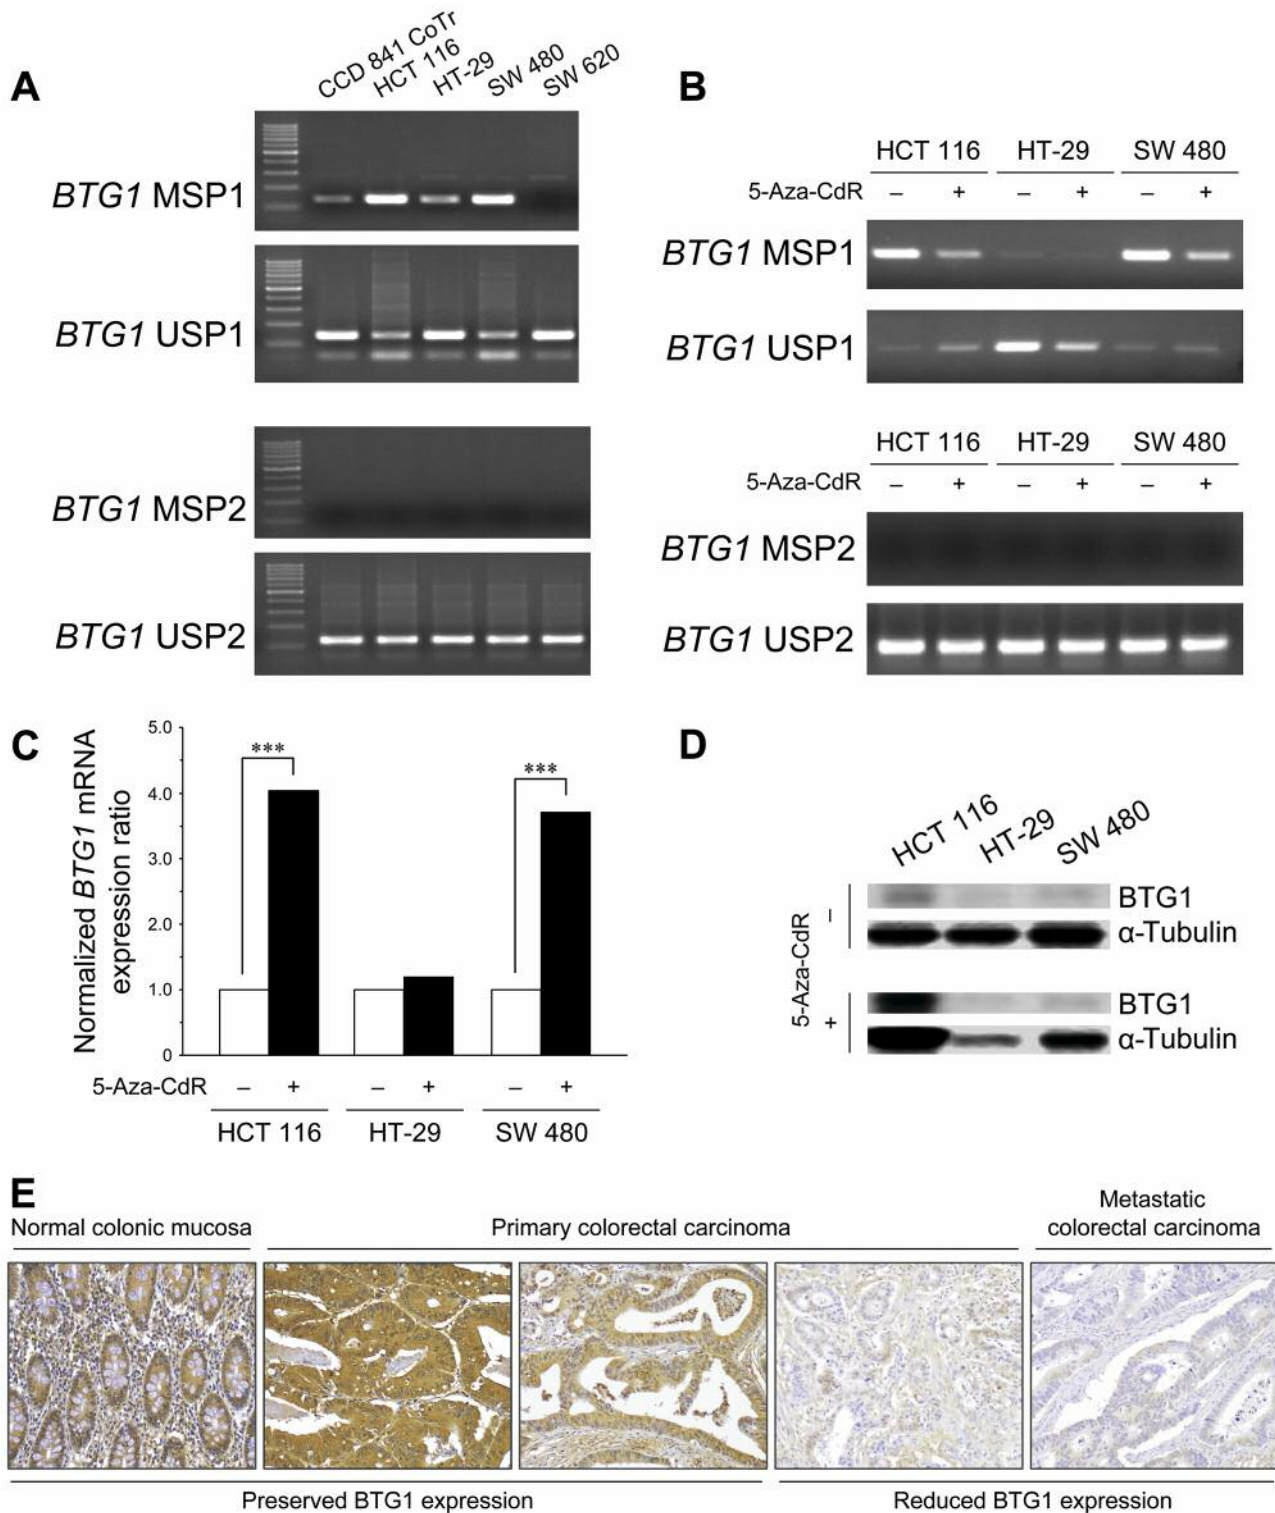 A
CCD 841 CoTr
HCT 116
HT-29
SW 480
SW 620
BTG1 MSP1
BTG1 USP1
BTG1 MSP2
BTG1 USP2
B
HCT 116 HT-29 SW 480
5-Aza-CdR – + – + – +
BTG1 MSP1
BTG1 USP1
HCT 116 HT-29 SW 480
5-Aza-CdR – + – + – +
BTG1 MSP2
BTG1 USP2
C
Normalized BTG1 mRNA
expression ratio
5.0
4.0
3.0
2.0
1.0
0
***
***
5-Aza-CdR – + – + – +
HCT 116 HT-29 SW 480
D
HCT 116
HT-29
SW 480
5-Aza-CdR
–
BTG1
α-Tubulin
+
BTG1
α-Tubulin
E
Normal colonic mucosa
Primary colorectal carcinoma
Metastatic
colorectal carcinoma
Preserved BTG1 expression
Reduced BTG1 expression